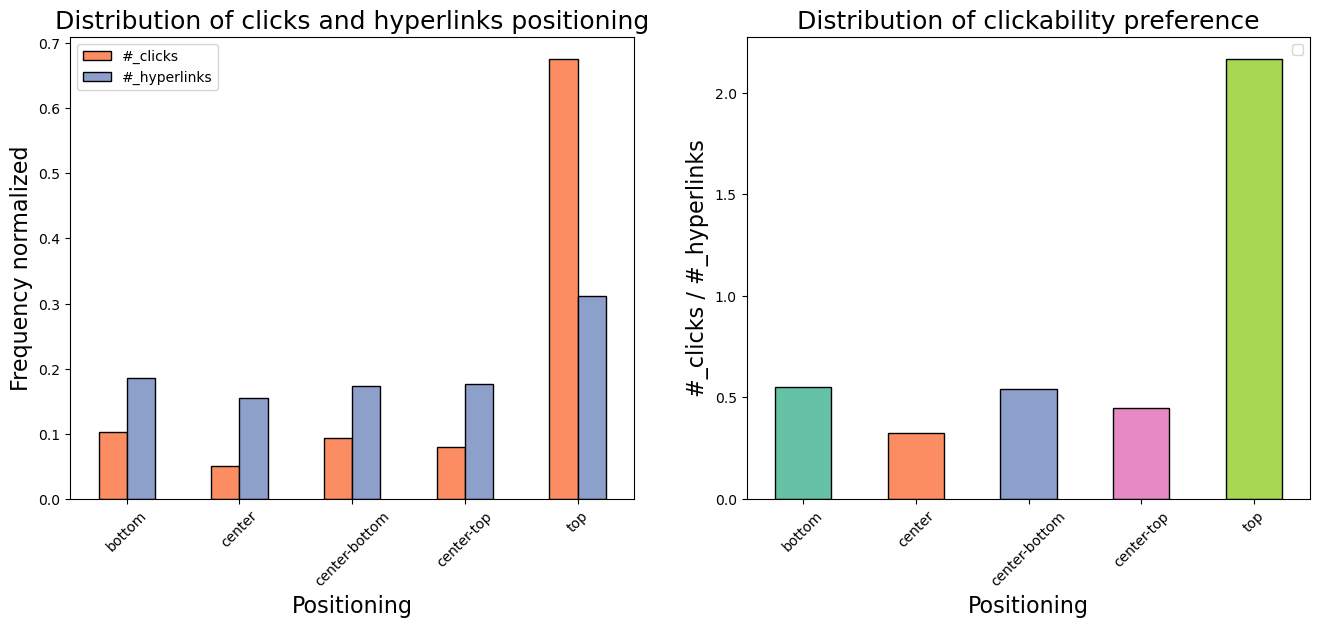 Distribution of clicks and hyperlinks positioning
#_clicks
#_hyperlinks
Frequency normalized
0.7
0.6
0.5
0.4
0.3
0.2
0.1
0.0
bottom
center
center-bottom
center-top
top
Positioning
Distribution of clickability preference
#_clicks / #_hyperlinks
2.0
1.5
1.0
0.5
0.0
bottom
center
center-bottom
center-top
top
Positioning